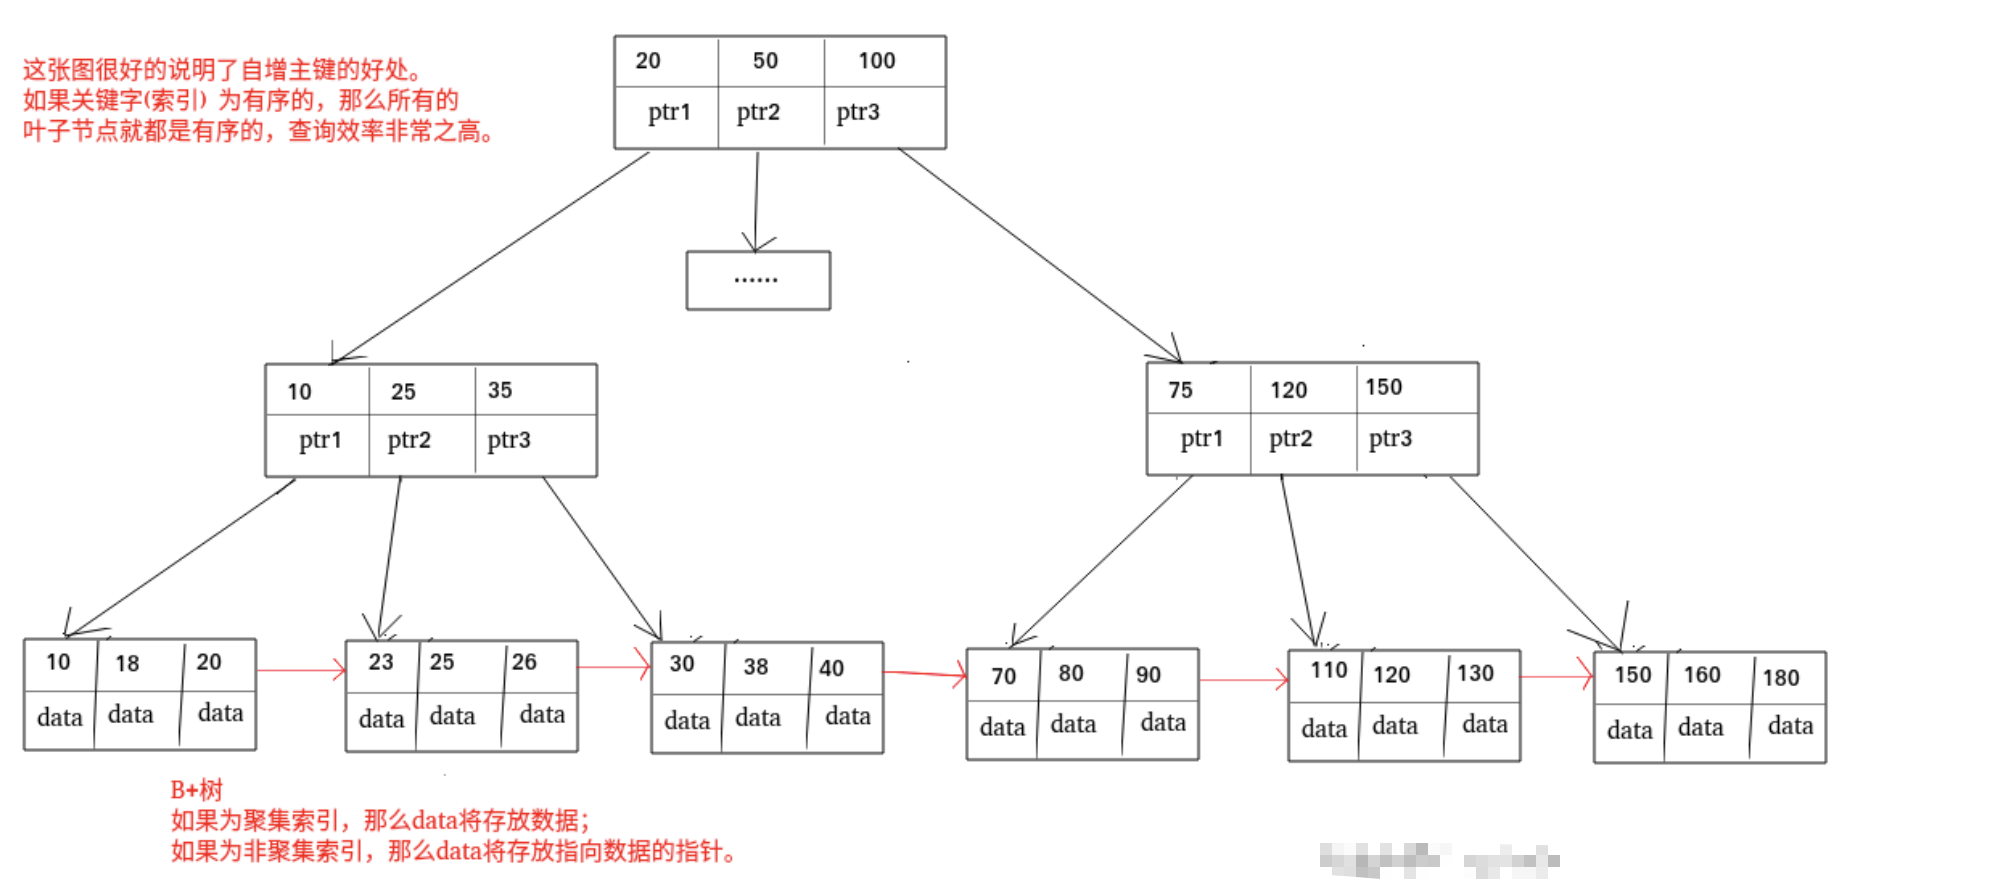 这张图很好的说明了自增主键的好处。
如果关键字(索引) 为有序的，那么所有的
叶子节点就都是有序的，查询效率非常之高。
20 50 100
ptr1 ptr2 ptr3
......
10 25 35
ptr1 ptr2 ptr3
75 120 150
ptr1 ptr2 ptr3
10 18 20
data data data
23 25 26
data data data
30 38 40
data data data
70 80 90
data data data
110 120 130
data data data
150 160 180
data data data
B+树
如果为聚集索引，那么data将存放数据；
如果为非聚集索引，那么data将存放指向数据的指针。